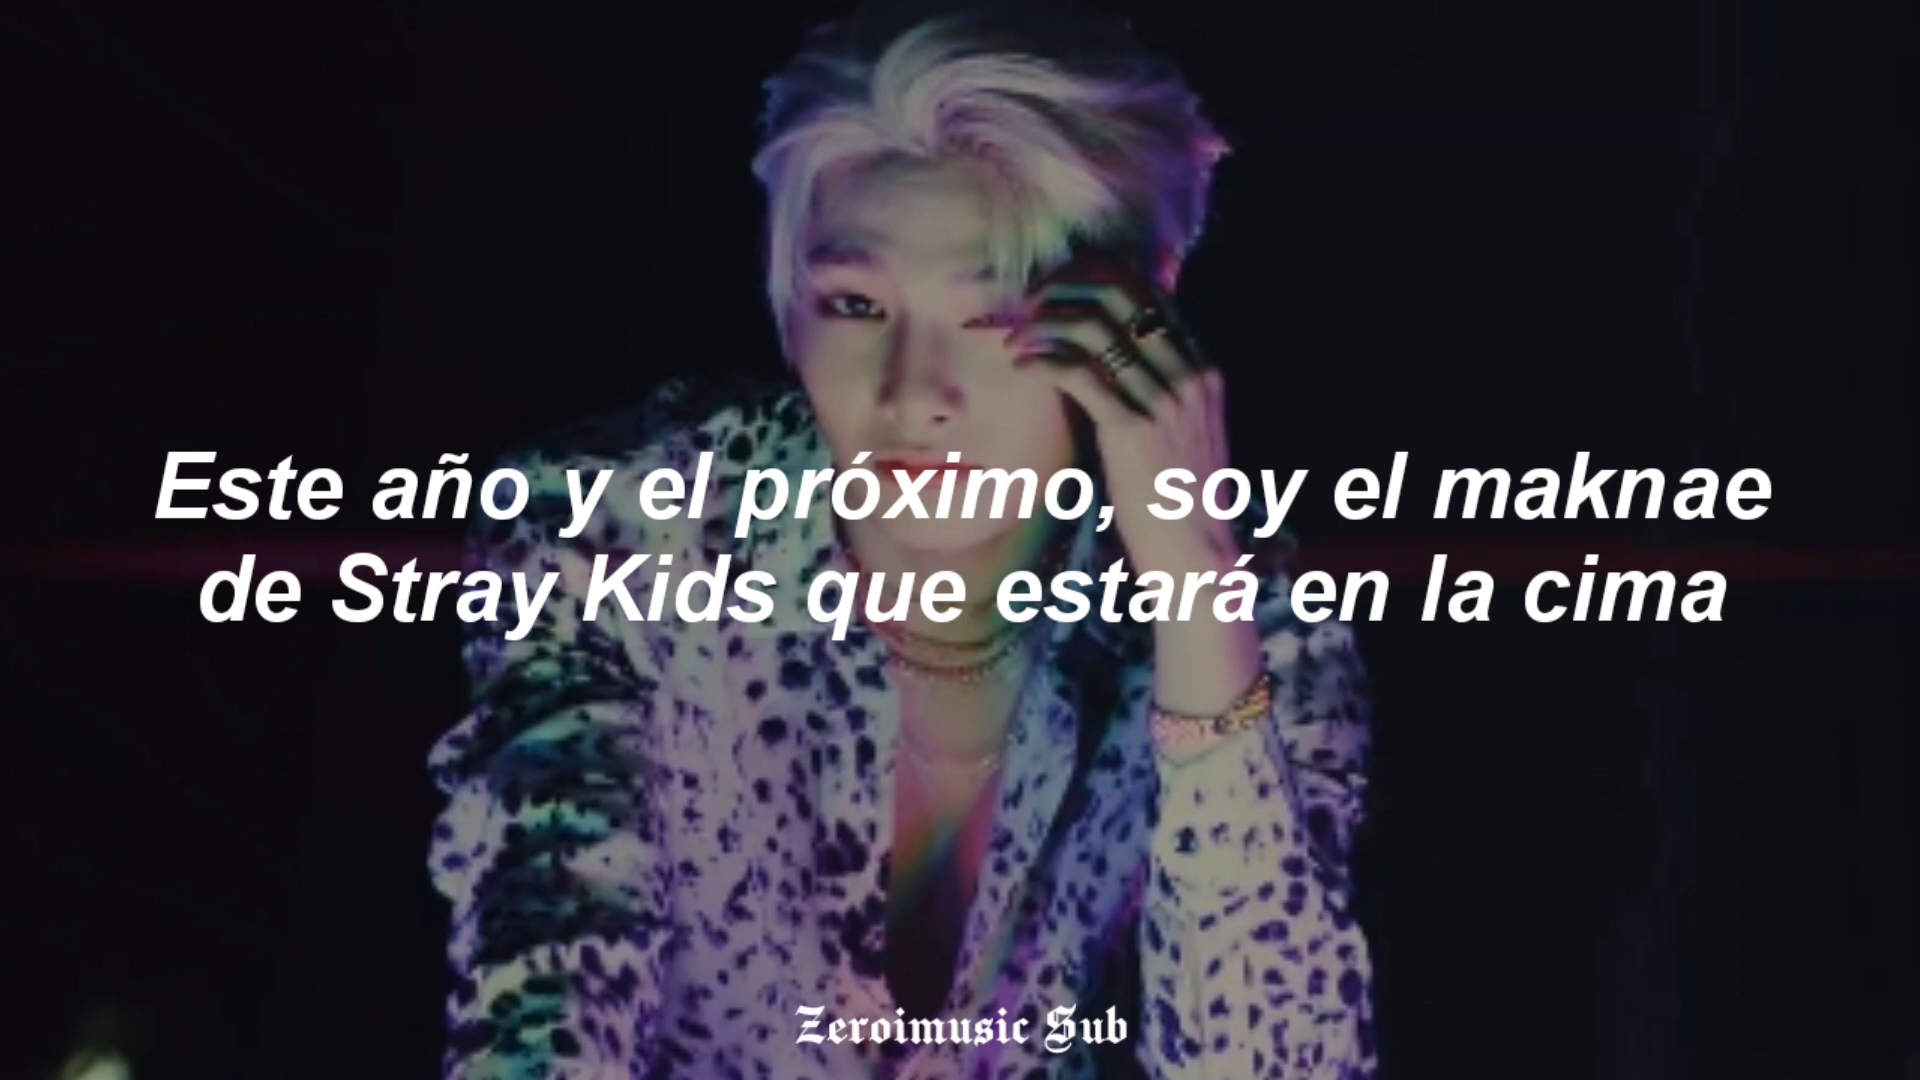 Este año y el próximo, soy el maknae
de Stray Kids que estará en la cima
Zeroimusic Sub